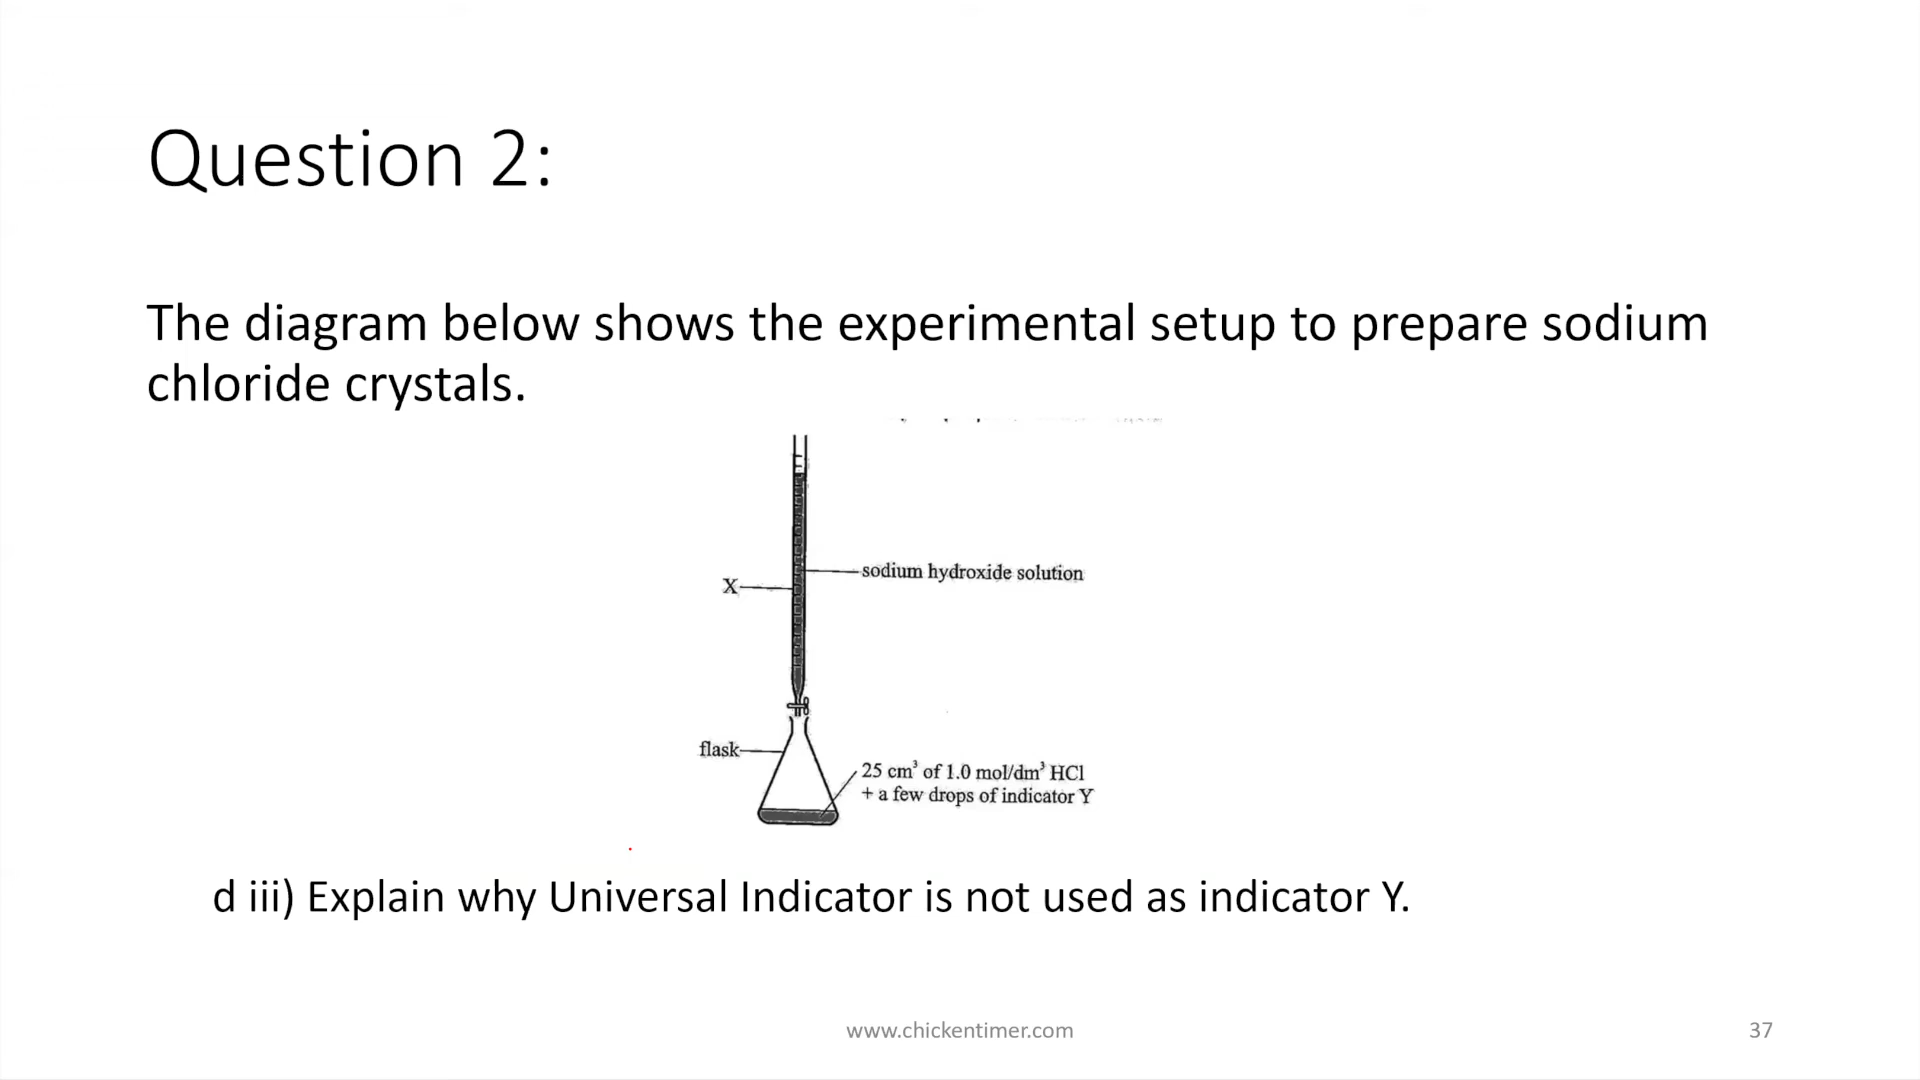 Question 2:
The diagram below shows the experimental setup to prepare sodium
chloride crystals.
sodium hydroxide solution
X
flask
25 cm³ of 1.0 mol/dm³ HCl
+ a few drops of indicator Y
d iii) Explain why Universal Indicator is not used as indicator Y.
www.chickentimer.com
37